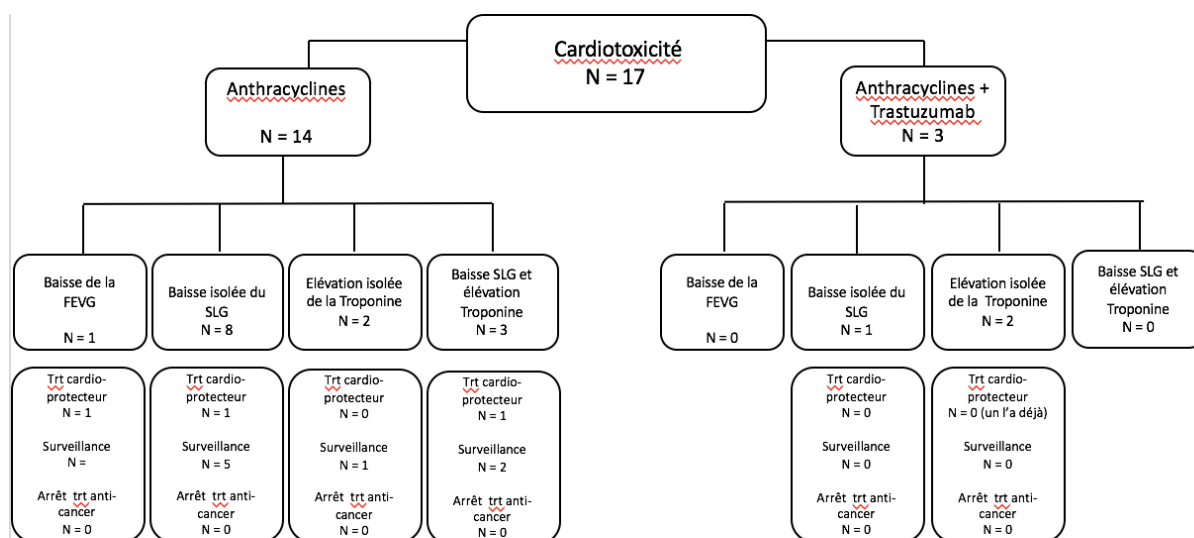 Cardiotoxicité
N = 17
Anthracyclines
N = 14
Anthracyclines +
Trastuzumab
N = 3
Baisse de la
FEVG
N = 1
Baisse isolée du
SLG
N = 8
Elévation isolée
de la Troponine
N = 2
Baisse SLG et
élévation
Troponine
N = 3
Baisse de la
FEVG
N = 0
Baisse isolée du
SLG
N = 1
Elévation isolée
de la Troponine
N = 2
Baisse SLG et
élévation
Troponine
N = 0
Trt cardio-
protecteur
N = 1
Surveillance
N =
Arrêt trt anti-
cancer
N = 0
Trt cardio-
protecteur
N = 1
Surveillance
N = 5
Arrêt trt anti-
cancer
N = 0
Trt cardio-
protecteur
N = 0
Surveillance
N = 1
Arrêt trt anti-
cancer
N = 0
Trt cardio-
protecteur
N = 1
Surveillance
N = 2
Arrêt trt anti-
cancer
N = 0
Trt cardio-
protecteur
N = 0
Surveillance
N = 0
Arrêt trt anti-
cancer
N = 0
Trt cardio-
protecteur
N = 0 (un l'a déjà)
Surveillance
N = 0
Arrêt trt anti-
cancer
N = 0